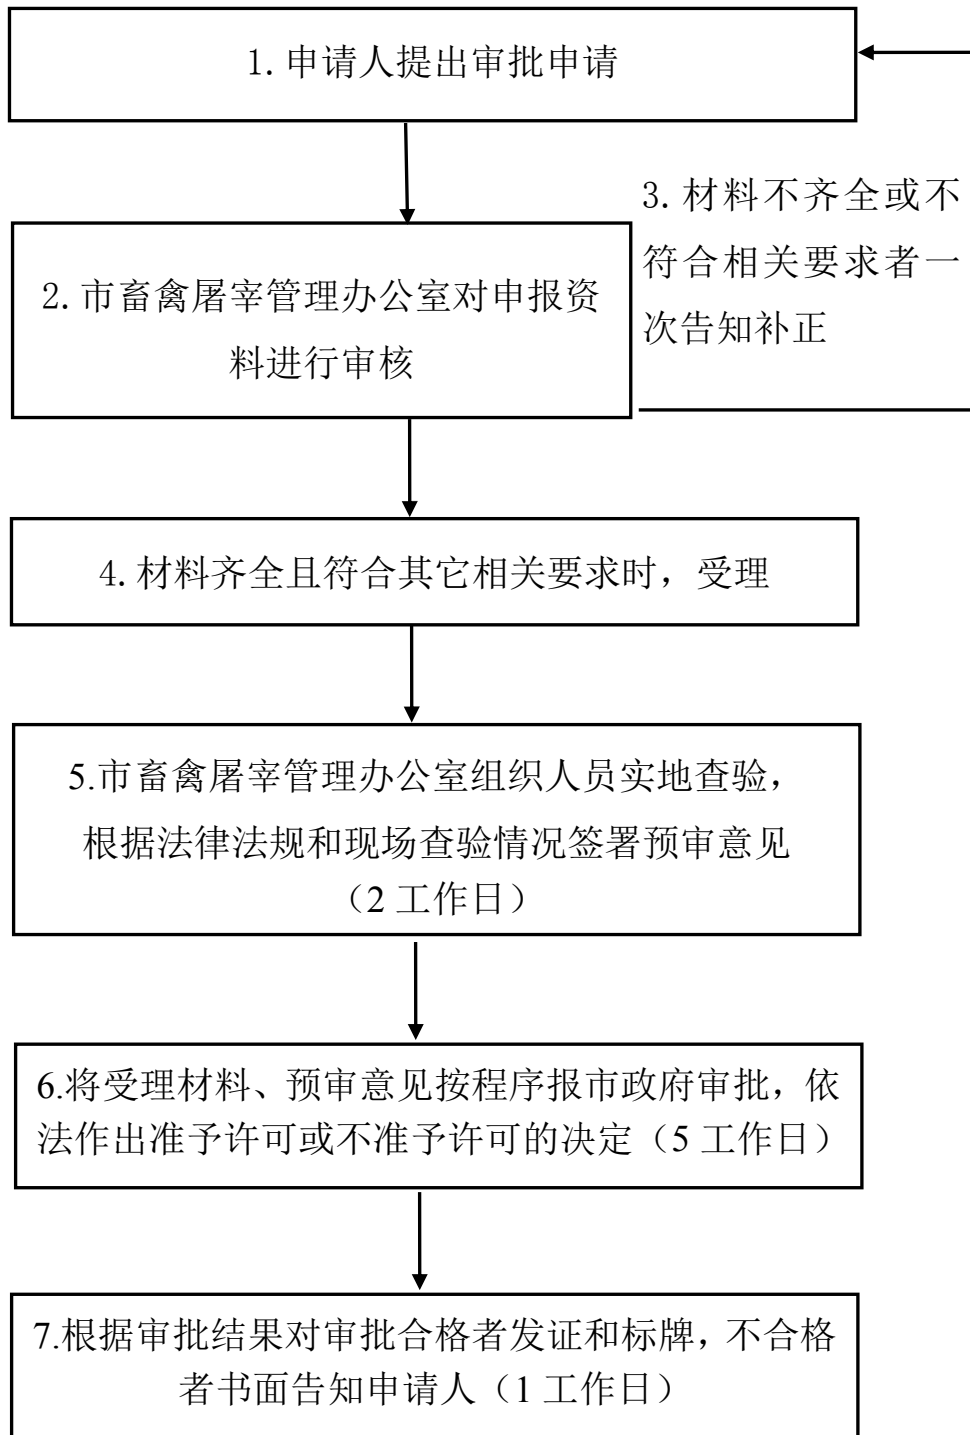 1. 申请人提出审批申请
2. 市畜禽屠宰管理办公室对申报资
料进行审核
3. 材料不齐全或不
符合相关要求者一
次告知补正
4. 材料齐全且符合其它相关要求时，受理
5.市畜禽屠宰管理办公室组织人员实地查验，
根据法律法规和现场查验情况签署预审意见
（2 工作日）
6.将受理材料、预审意见按程序报市政府审批，依
法作出准予许可或不准予许可的决定（5 工作日）
7.根据审批结果对审批合格者发证和标牌，不合格
者书面告知申请人（1 工作日）